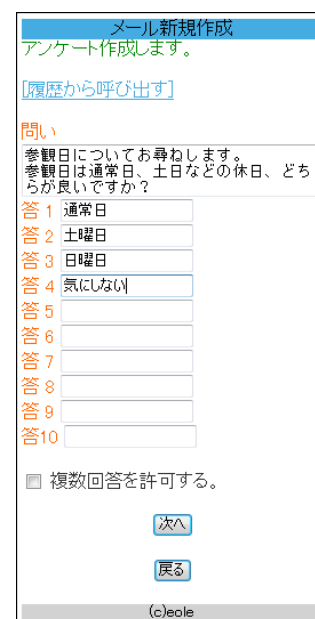 メール新規作成
アンケート作成します。
[履歴から呼び出す]
問い
参観日についてお尋ねします。
参観日は通常日、土日などの休日、どち
らが良いですか？
答 1 通常日
答 2 土曜日
答 3 日曜日
答 4 気にしない
答 5
答 6
答 7
答 8
答 9
答10
複数回答を許可する。
次へ
戻る
(c)eole